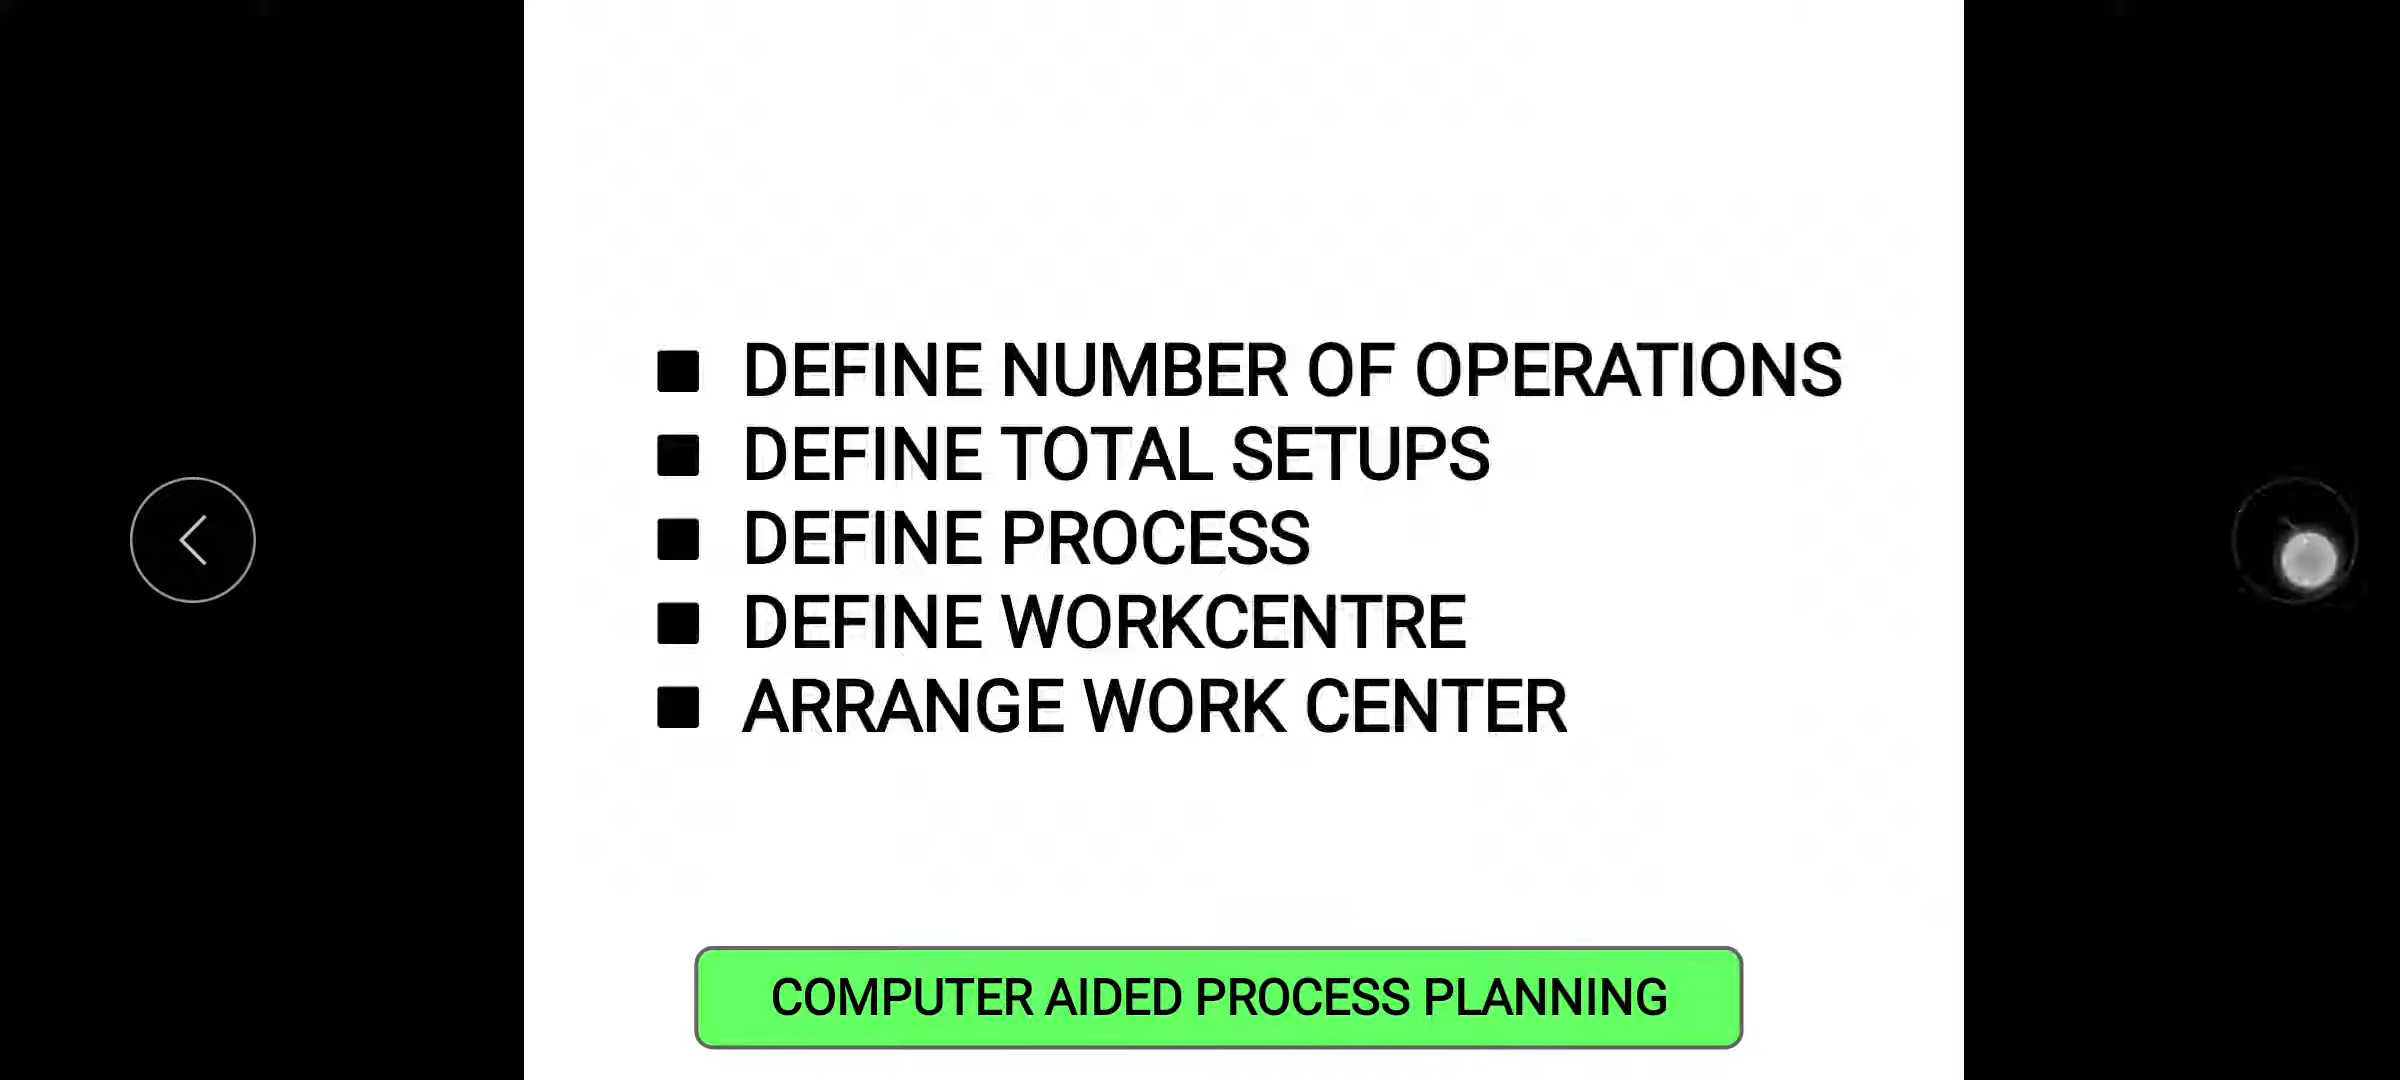 DEFINE NUMBER OF OPERATIONS
DEFINE TOTAL SETUPS
DEFINE PROCESS
DEFINE WORKCENTRE
ARRANGE WORK CENTER
COMPUTER AIDED PROCESS PLANNING